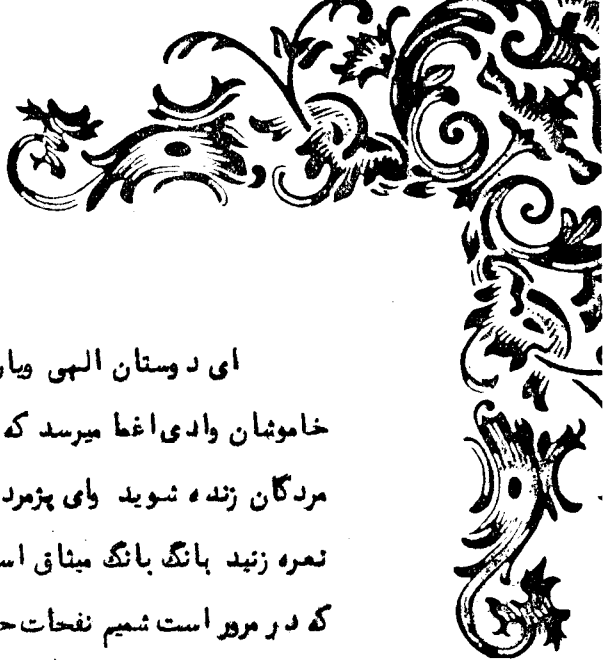 ای دوستان الهی ویار
خاموشان وادی اغما میرسد که
مردگان زنده شوید وای پژمرد
نعره زنید بانگ بانگ میثاق اس
که در مرور است شمیم نفحات ح